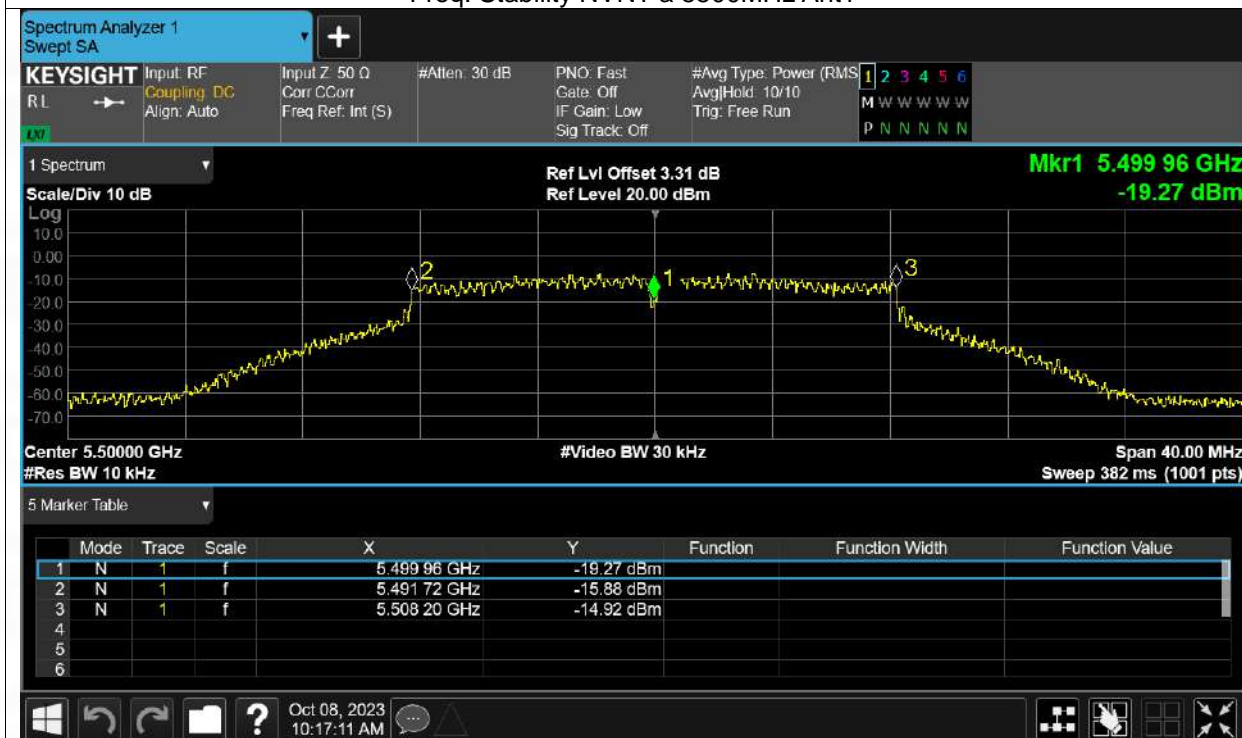 Freq. Stability NVNT a 5500MHz Ant1
Spectrum Analyzer 1
Swept SA
+
KEYSIGHT
RL
LXI
Input: RF
Coupling: DC
Align: Auto
Input Z: 50 Ω
Corr CCorr
Freq Ref: Int (S)
#Atten: 30 dB
PNO: Fast
Gate: Off
IF Gain: Low
Sig Track: Off
#Avg Type: Power (RMS
Avg|Hold: 10/10
Trig: Free Run
1 2 3 4 5 6
M W W W W W
P N N N N N
1 Spectrum
Scale/Div 10 dB
Ref Lvl Offset 3.31 dB
Ref Level 20.00 dBm
Mkr1 5.499 96 GHz
-19.27 dBm
Log
10.0
0.00
-10.0
-20.0
-30.0
-40.0
-50.0
-60.0
-70.0
2
1
3
Center 5.50000 GHz
#Video BW 30 kHz
Span 40.00 MHz
#Res BW 10 kHz
Sweep 382 ms (1001 pts)
5 Marker Table
Mode Trace Scale X Y Function Function Width Function Value
1 N 1 f 5.499 96 GHz -19.27 dBm
2 N 1 f 5.491 72 GHz -15.88 dBm
3 N 1 f 5.508 20 GHz -14.92 dBm
4
5
6
?
Oct 08, 2023
10:17:11 AM